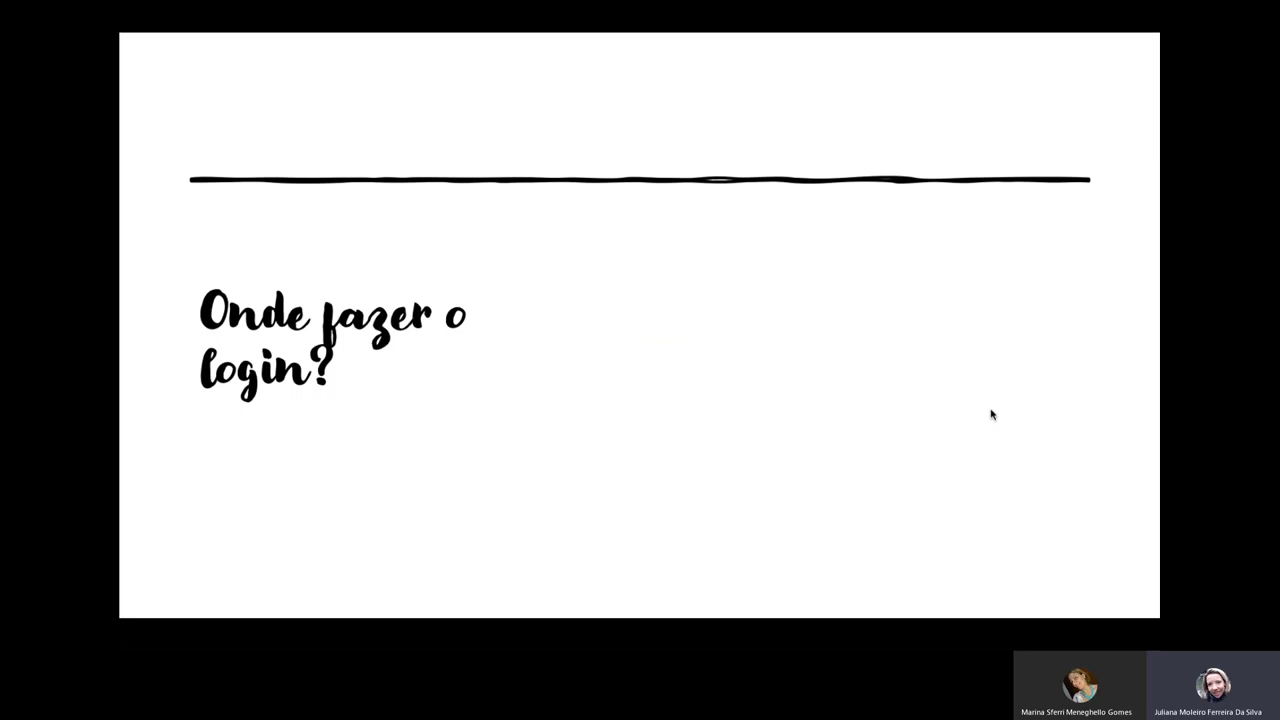 Onde fazer o
login?
Marina Sferri Meneghello Gomes
Juliana Moleiro Ferreira Da Silva